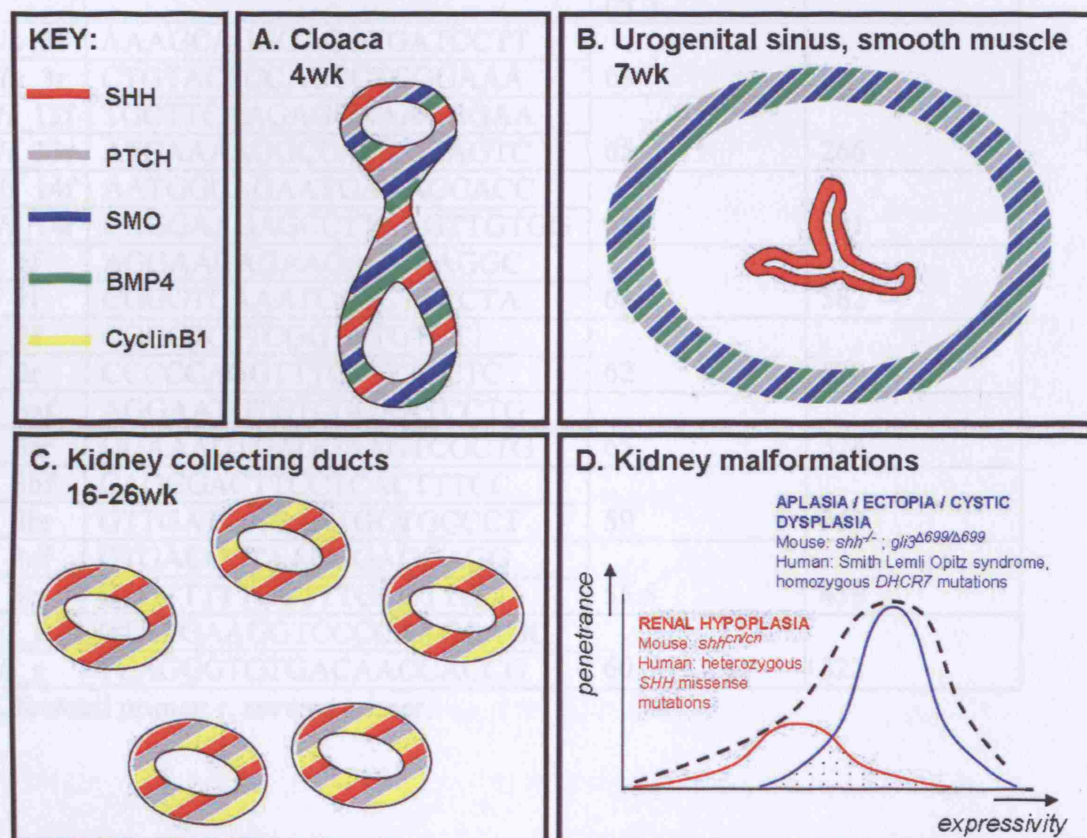 KEY:
SHH
PTCH
SMO
BMP4
CyclinB1
A. Cloaca
4wk
B. Urogenital sinus, smooth muscle
7wk
C. Kidney collecting ducts
16-26wk
D. Kidney malformations
APLASIA / ECTOPIA / CYSTIC
DYSPLASIA
Mouse: shh-/-; gli3Δ699/Δ699
Human: Smith Lemli Opitz syndrome,
homozygous DHCR7 mutations
RENAL HYPOPLASIA
Mouse: shhcn/cn
Human: heterozygous
SHH missense
mutations
penetrance
expressivity